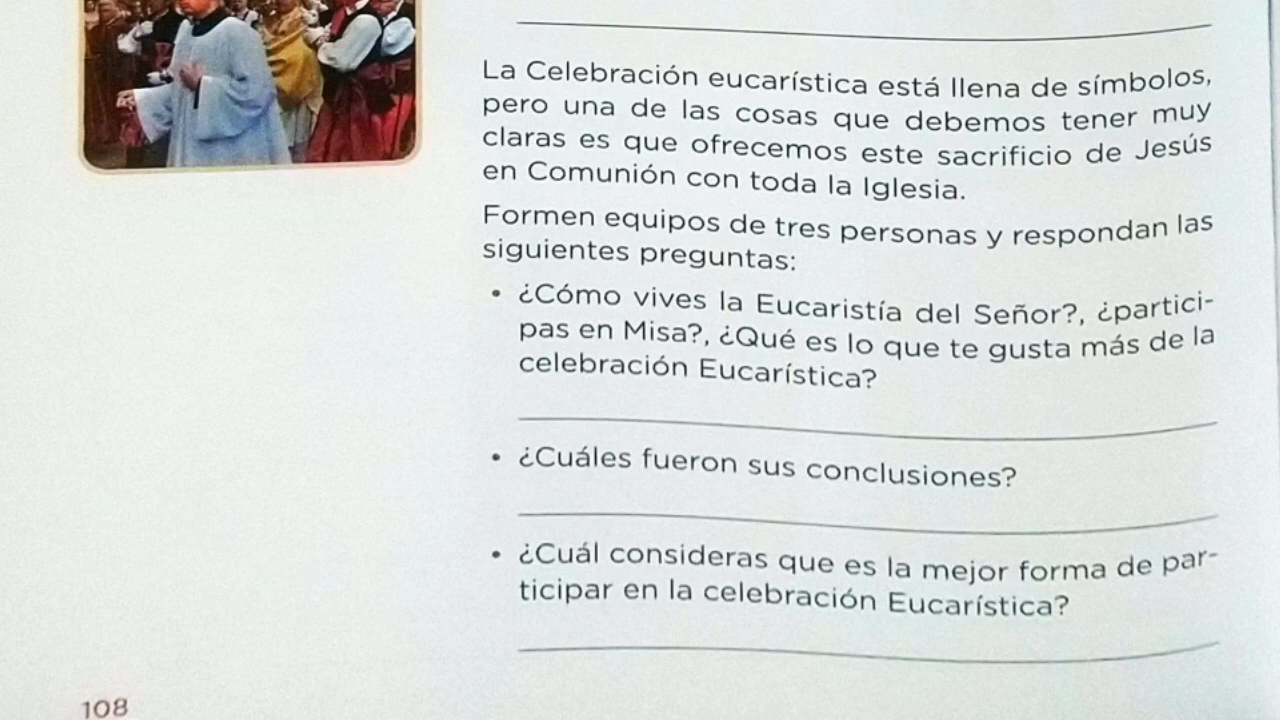 La Celebración eucarística está llena de símbolos,
pero una de las cosas que debemos tener muy
claras es que ofrecemos este sacrificio de Jesús
en Comunión con toda la Iglesia.
Formen equipos de tres personas y respondan las
siguientes preguntas:
• ¿Cómo vives la Eucaristía del Señor?, ¿partici-
pas en Misa?, ¿Qué es lo que te gusta más de la
celebración Eucarística?
• ¿Cuáles fueron sus conclusiones?
• ¿Cuál consideras que es la mejor forma de par-
ticipar en la celebración Eucarística?
108